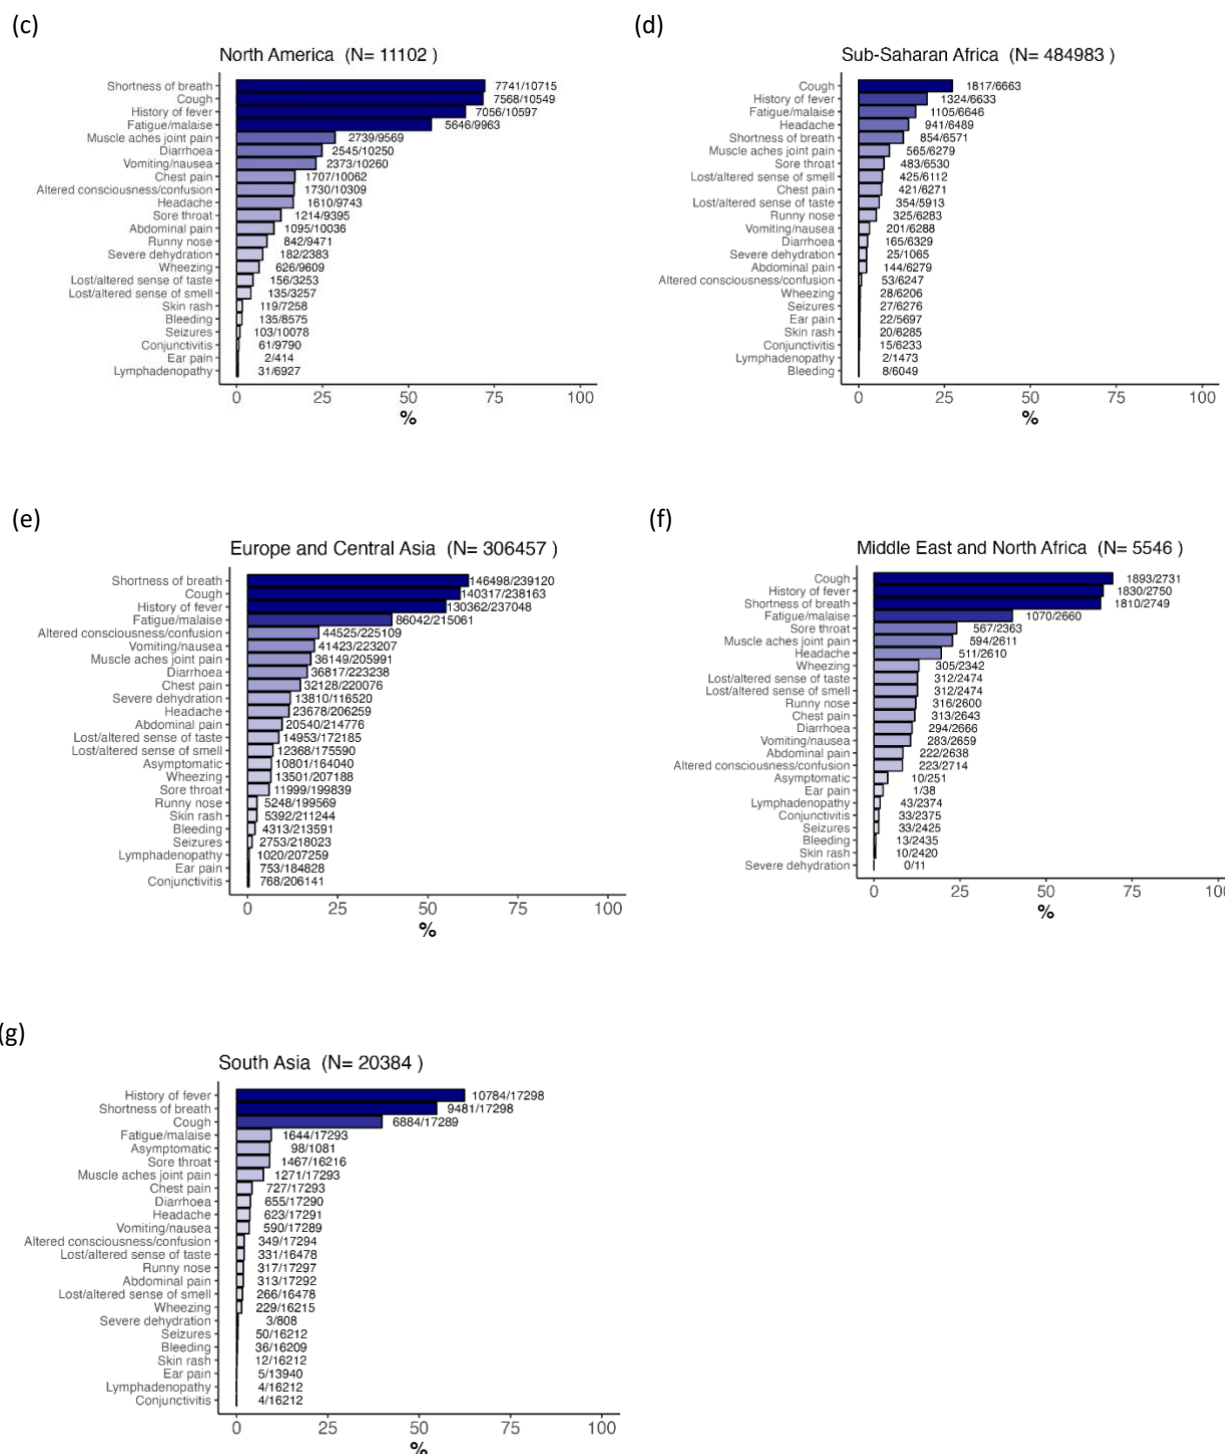 (c)
North America (N= 11102 )
Shortness of breath 7741/10715
Cough 7568/10549
History of fever 7056/10597
Fatigue/malaise 5646/9963
Muscle aches joint pain 2739/9569
Diarrhoea 2545/10250
Vomiting/nausea 2373/10260
Chest pain 1707/10062
Altered consciousness/confusion 1730/10309
Headache 1610/9743
Sore throat 1214/9395
Abdominal pain 1095/10036
Runny nose 842/9471
Severe dehydration 182/2383
Wheezing 626/9609
Lost/altered sense of taste 156/3253
Lost/altered sense of smell 135/3257
Skin rash 119/7258
Bleeding 135/8575
Seizures 103/10078
Conjunctivitis 61/9790
Ear pain 2/414
Lymphadenopathy 31/6927
0 25 50 75 100
%
(d)
Sub-Saharan Africa (N= 484983 )
Cough 1817/6663
History of fever 1324/6633
Fatigue/malaise 1105/6646
Headache 941/6489
Shortness of breath 854/6571
Muscle aches joint pain 565/6279
Sore throat 483/6530
Lost/altered sense of smell 425/6112
Chest pain 421/6271
Lost/altered sense of taste 354/5913
Runny nose 325/6283
Vomiting/nausea 201/6288
Diarrhoea 165/6329
Severe dehydration 25/1065
Abdominal pain 144/6279
Altered consciousness/confusion 53/6247
Wheezing 28/6206
Seizures 27/6276
Ear pain 22/5697
Skin rash 20/6285
Conjunctivitis 15/6233
Lymphadenopathy 2/1473
Bleeding 8/6049
0 25 50 75 100
%
(e)
Europe and Central Asia (N= 306457 )
Shortness of breath 146498/239120
Cough 140317/238163
History of fever 130362/237048
Fatigue/malaise 86042/215061
Altered consciousness/confusion 44525/225109
Vomiting/nausea 41423/223207
Muscle aches joint pain 36149/205991
Diarrhoea 36817/223238
Chest pain 32128/220076
Severe dehydration 13810/116520
Headache 23678/206259
Abdominal pain 20540/214776
Lost/altered sense of taste 14953/172185
Lost/altered sense of smell 12368/175590
Asymptomatic 10801/164040
Wheezing 13501/207188
Sore throat 11999/199839
Runny nose 5248/199569
Skin rash 5392/211244
Bleeding 4313/213591
Seizures 2753/218023
Lymphadenopathy 1020/207259
Ear pain 753/184828
Conjunctivitis 768/206141
0 25 50 75 100
%
(f)
Middle East and North Africa (N= 5546 )
Cough 1893/2731
History of fever 1830/2750
Shortness of breath 1810/2749
Fatigue/malaise 1070/2660
Sore throat 567/2363
Muscle aches joint pain 594/2611
Headache 511/2610
Wheezing 305/2342
Lost/altered sense of taste 312/2474
Lost/altered sense of smell 312/2474
Runny nose 316/2600
Chest pain 313/2643
Diarrhoea 294/2666
Vomiting/nausea 283/2659
Abdominal pain 222/2638
Altered consciousness/confusion 223/2714
Asymptomatic 10/251
Ear pain 1/38
Lymphadenopathy 43/2374
Conjunctivitis 33/2375
Seizures 33/2425
Bleeding 13/2435
Skin rash 10/2420
Severe dehydration 0/11
0 25 50 75 100
%
(g)
South Asia (N= 20384 )
History of fever 10784/17298
Shortness of breath 9481/17298
Cough 6884/17289
Fatigue/malaise 1644/17293
Asymptomatic 98/1081
Sore throat 1467/16216
Muscle aches joint pain 1271/17293
Chest pain 727/17293
Diarrhoea 655/17290
Headache 623/17291
Vomiting/nausea 590/17289
Altered consciousness/confusion 349/17294
Lost/altered sense of taste 331/16478
Runny nose 317/17297
Abdominal pain 313/17292
Lost/altered sense of smell 266/16478
Wheezing 229/16215
Severe dehydration 3/808
Seizures 50/16212
Bleeding 36/16209
Skin rash 12/16212
Ear pain 5/13940
Lymphadenopathy 4/16212
Conjunctivitis 4/16212
0 25 50 75 100
%